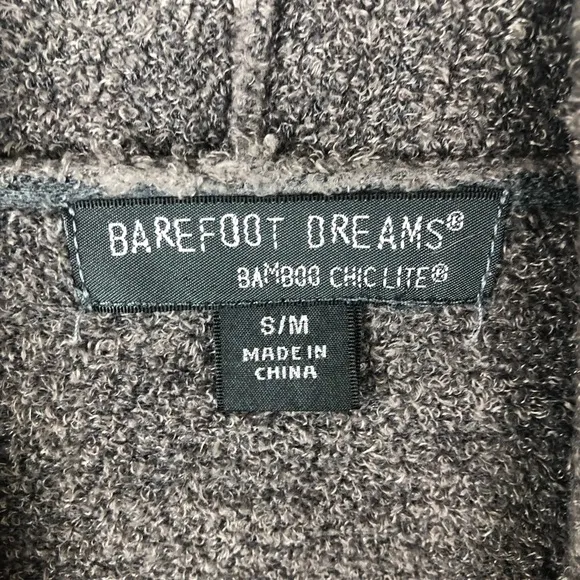 BAREFOOT DREAMS®
BAMBOO CHIC LITE®
S/M
MADE IN
CHINA